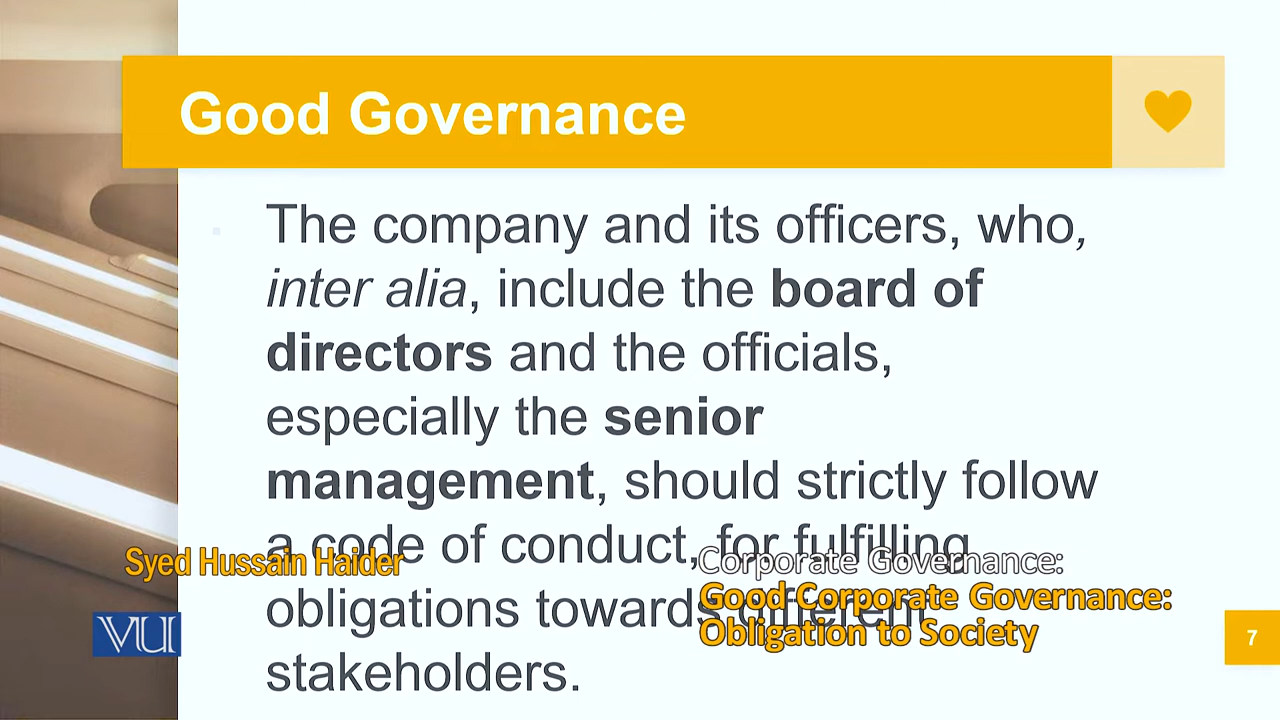 Good Governance
The company and its officers, who,
inter alia, include the board of
directors and the officials,
especially the senior
management, should strictly follow
a code of conduct, for fulfilling
obligations towards different
stakeholders.
Syed Hussain Haider
Corporate Governance:
Good Corporate Governance:
Obligation to Society
VU
7